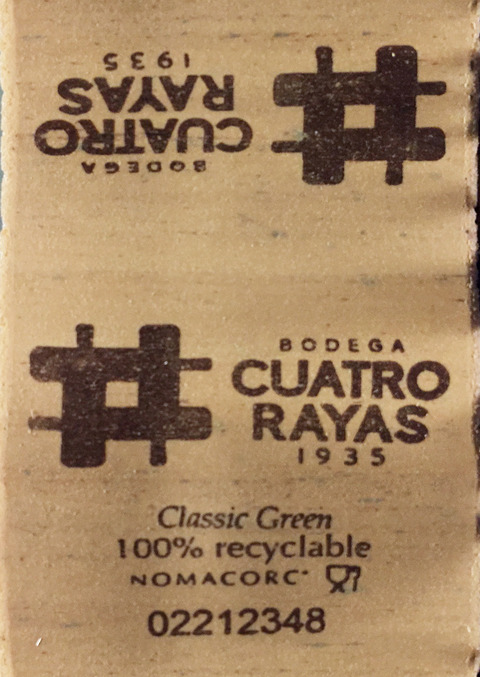 BODEGA
CUATRO
RAYAS
1935
BODEGA
CUATRO
RAYAS
1935
Classic Green
100% recyclable
NOMACORC
02212348